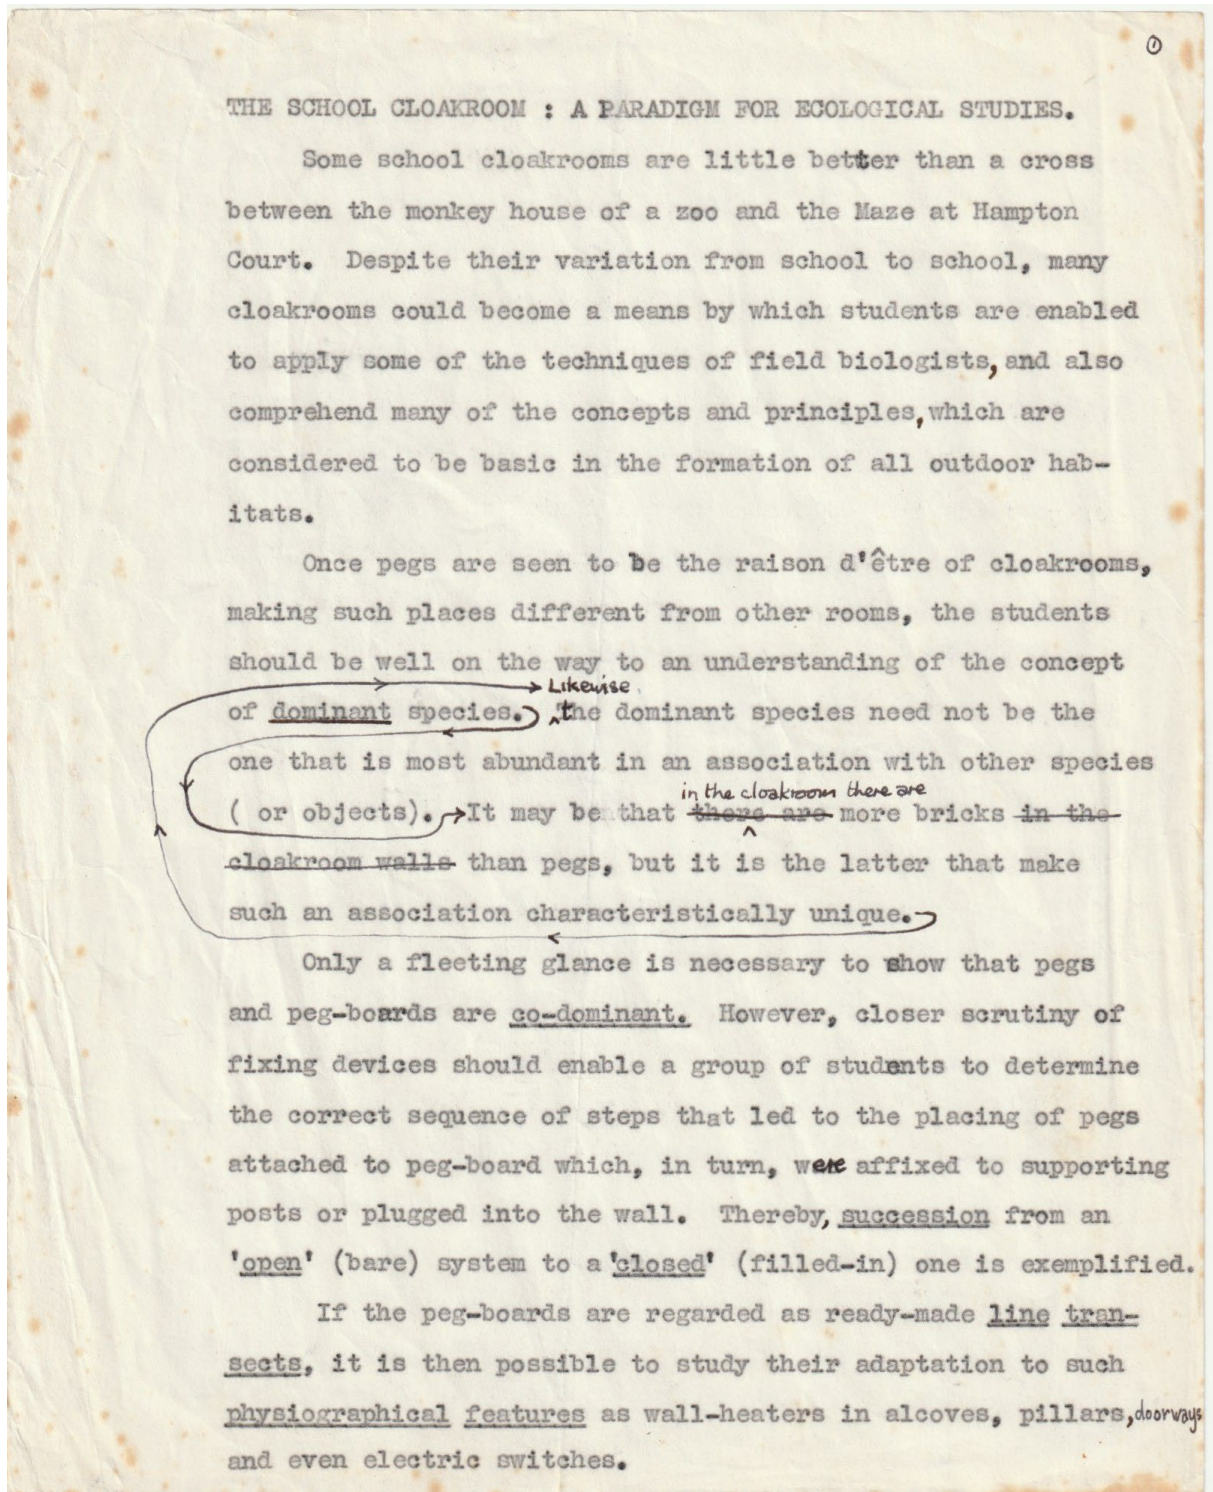 ①
THE SCHOOL CLOAKROOM : A PARADIGM FOR ECOLOGICAL STUDIES.
Some school cloakrooms are little better than a cross
between the monkey house of a zoo and the Maze at Hampton
Court. Despite their variation from school to school, many
cloakrooms could become a means by which students are enabled
to apply some of the techniques of field biologists, and also
comprehend many of the concepts and principles, which are
considered to be basic in the formation of all outdoor hab-
itats.
Once pegs are seen to be the raison d'être of cloakrooms,
making such places different from other rooms, the students
should be well on the way to an understanding of the concept
Likewise
of dominant species. the dominant species need not be the
one that is most abundant in an association with other species
in the cloakroom there are
( or objects). It may be that there are more bricks in the
cloakroom walls than pegs, but it is the latter that make
such an association characteristically unique.
Only a fleeting glance is necessary to show that pegs
and peg-boards are co-dominant. However, closer scrutiny of
fixing devices should enable a group of students to determine
the correct sequence of steps that led to the placing of pegs
attached to peg-board which, in turn, were affixed to supporting
posts or plugged into the wall. Thereby, succession from an
'open' (bare) system to a 'closed' (filled-in) one is exemplified.
If the peg-boards are regarded as ready-made line tran-
sects, it is then possible to study their adaptation to such
physiographical features as wall-heaters in alcoves, pillars, doorways
and even electric switches.